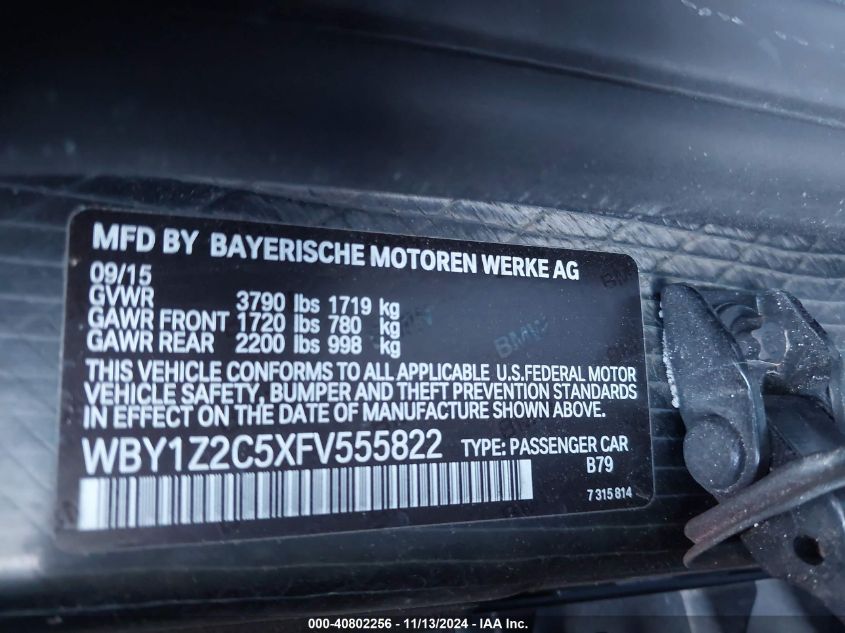 MFD BY BAYERISCHE MOTOREN WERKE AG
09/15
GVWR 3790 lbs 1719 kg
GAWR FRONT 1720 lbs 780 kg
GAWR REAR 2200 lbs 998 kg
THIS VEHICLE CONFORMS TO ALL APPLICABLE U.S.FEDERAL MOTOR
VEHICLE SAFETY, BUMPER AND THEFT PREVENTION STANDARDS
IN EFFECT ON THE DATE OF MANUFACTURE SHOWN ABOVE.
WBY1Z2C5XFV555822 TYPE: PASSENGER CAR
B79
7 315 814
000-40802256 - 11/13/2024 - IAA Inc.